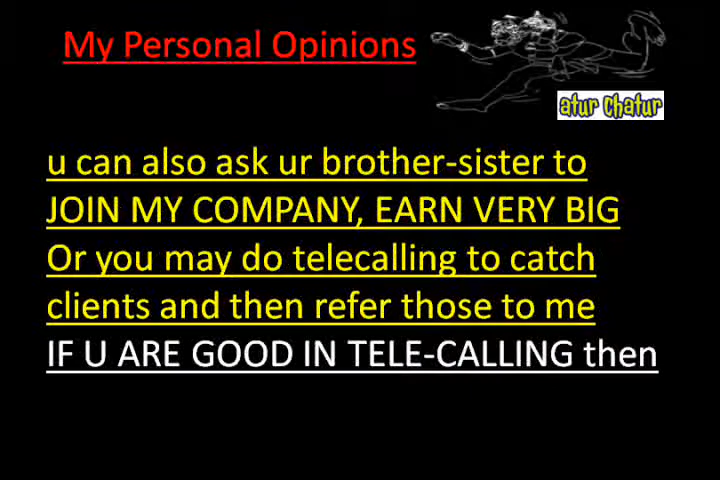 My Personal Opinions
atur chatur
u can also ask ur brother-sister to
JOIN MY COMPANY, EARN VERY BIG
Or you may do telecalling to catch
clients and then refer those to me
IF U ARE GOOD IN TELE-CALLING then